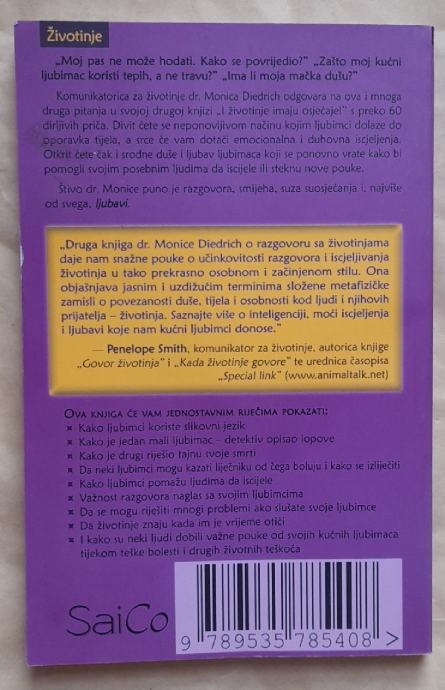 Životinje
„Moj pas ne može hodati. Kako se povrijedio?” „Zašto moj kućni
ljubimac koristi tepih, a ne travu?” „Ima li moja mačka dušu?”
Komunikatorica za životinje dr. Monica Diedrich odgovara na ova i mnoga
druga pitanja u svojoj drugoj knjizi „I životinje imaju osjećaje!” s preko 60
dirljivih priča. Divit ćete se neponovljivom načinu kojim ljubimci dolaze do
oporavka tijela, a srce će vam dotaći emocionalna i duhovna iscjeljenja.
Otkrit ćete čak i srodne duše i ljubav ljubimaca koji se ponovno vrate kako bi
pomogli svojim posebnim ljudima da iscijele ili steknu nove pouke.
Štivo dr. Monice puno je razgovora, smijeha, suza suosjećanja i, najviše
od svega, ljubavi.
„Druga knjiga dr. Monice Diedrich o razgovoru sa životinjama
daje nam snažne pouke o učinkovitosti razgovora i iscjeljivanja
životinja u tako prekrasno osobnom i začinjenom stilu. Ona
objašnjava jasnim i uzdižućim terminima složene metafizičke
zamisli o povezanosti duše, tijela i osobnosti kod ljudi i njihovih
prijatelja – životinja. Saznajte više o inteligenciji, moći iscjeljenja
i ljubavi koje nam kućni ljubimci donose.”
— Penelope Smith, komunikator za životinje, autorica knjige
„Govor životinja” i „Kada životinje govore” te urednica časopisa
„Special link” (www.animaltalk.net)
Ova knjiga će vam jednostavnim riječima pokazati:
× Kako ljubimci koriste slikovni jezik
× Kako je jedan mali ljubimac – detektiv opisao lopove
× Kako je drugi riješio tajnu svoje smrti
× Da neki ljubimci mogu kazati liječniku od čega boluju i kako se izliječiti
× Kako ljubimci pomažu ljudima da iscijele
× Važnost razgovora naglas sa svojim ljubimcima
× Da se mogu riješiti mnogi problemi ako slušate svoje ljubimce
× Da životinje znaju kada im je vrijeme otići
× I kako su neki ljudi dobili važne pouke od svojih kućnih ljubimaca
tijekom teške bolesti i drugih životnih teškoća
SaiCo
9 789535 785408 >